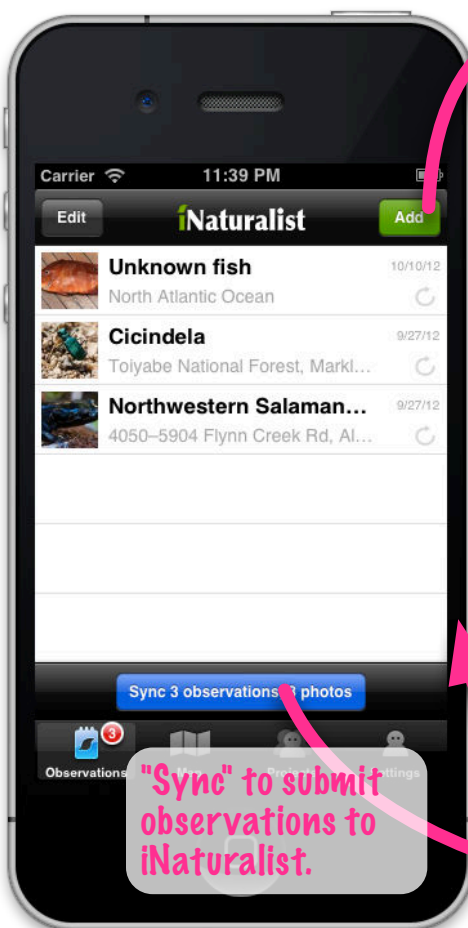 Carrier 11:39 PM
Edit iNaturalist Add
Unknown fish 10/10/12
North Atlantic Ocean
Cicindela 9/27/12
Toiyabe National Forest, Markl...
Northwestern Salaman... 9/27/12
4050–5904 Flynn Creek Rd, Al...
Sync 3 observations photos
3
Observations
"Sync" to submit
observations to
iNaturalist.